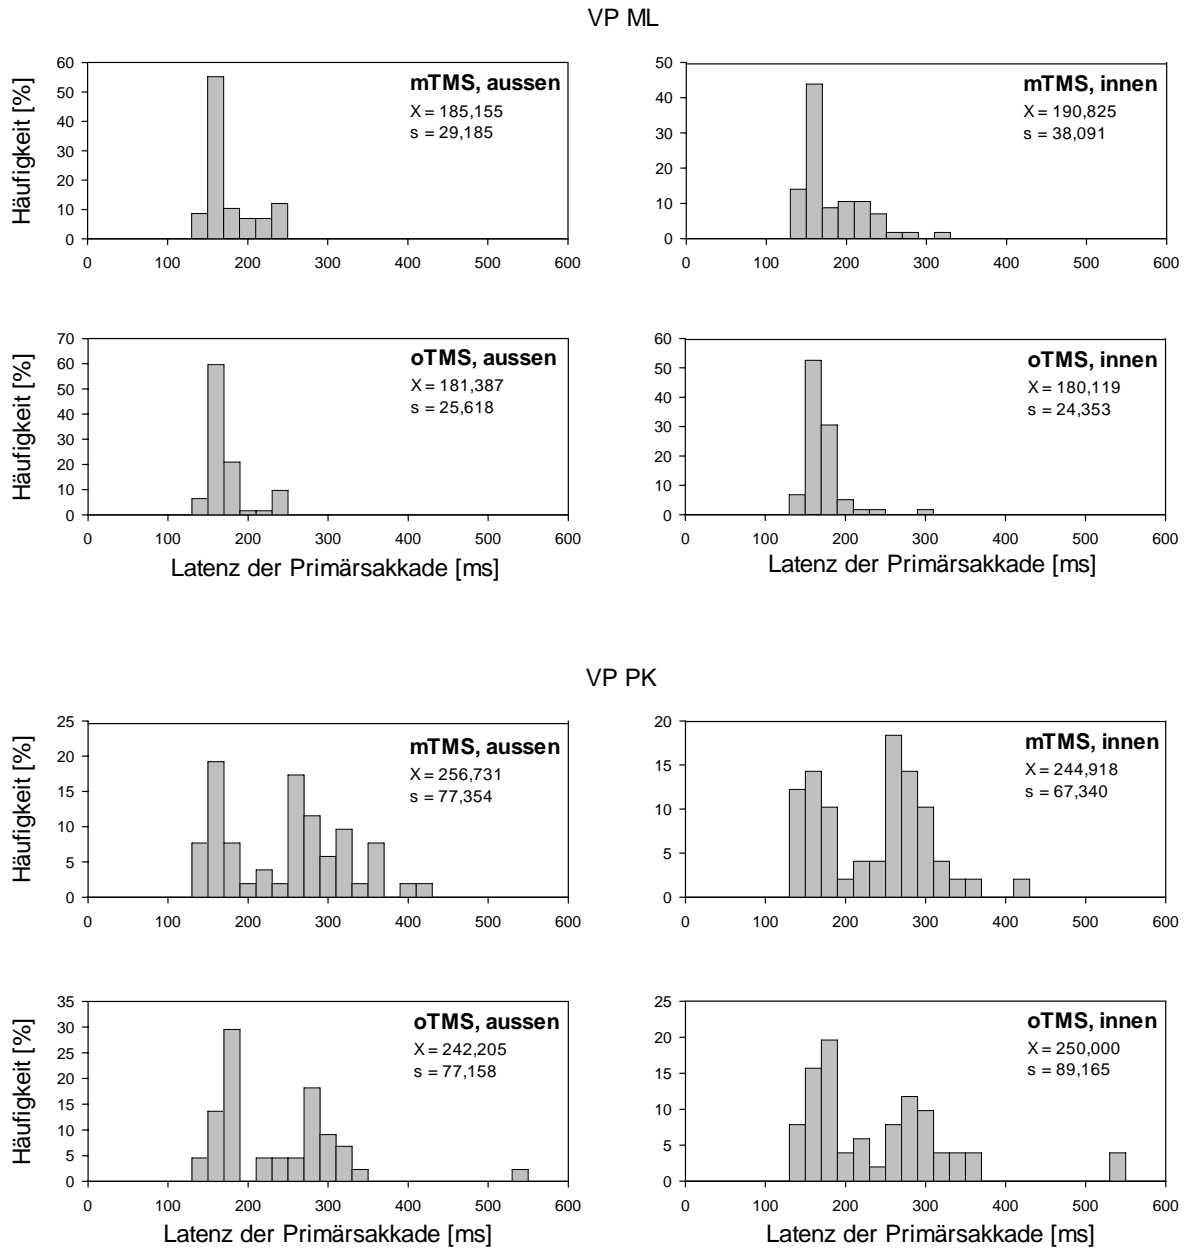 VP ML
Häufigkeit [%]
60
50
40
30
20
10
0
mTMS, aussen
X = 185,155
s = 29,185
0 100 200 300 400 500 600
50
40
30
20
10
0
mTMS, innen
X = 190,825
s = 38,091
0 100 200 300 400 500 600
Häufigkeit [%]
70
60
50
40
30
20
10
0
oTMS, aussen
X = 181,387
s = 25,618
0 100 200 300 400 500 600
Latenz der Primärsakkade [ms]
60
50
40
30
20
10
0
oTMS, innen
X = 180,119
s = 24,353
0 100 200 300 400 500 600
Latenz der Primärsakkade [ms]
VP PK
Häufigkeit [%]
25
20
15
10
5
0
mTMS, aussen
X = 256,731
s = 77,354
0 100 200 300 400 500 600
20
15
10
5
0
mTMS, innen
X = 244,918
s = 67,340
0 100 200 300 400 500 600
Häufigkeit [%]
35
30
25
20
15
10
5
0
oTMS, aussen
X = 242,205
s = 77,158
0 100 200 300 400 500 600
Latenz der Primärsakkade [ms]
25
20
15
10
5
0
oTMS, innen
X = 250,000
s = 89,165
0 100 200 300 400 500 600
Latenz der Primärsakkade [ms]